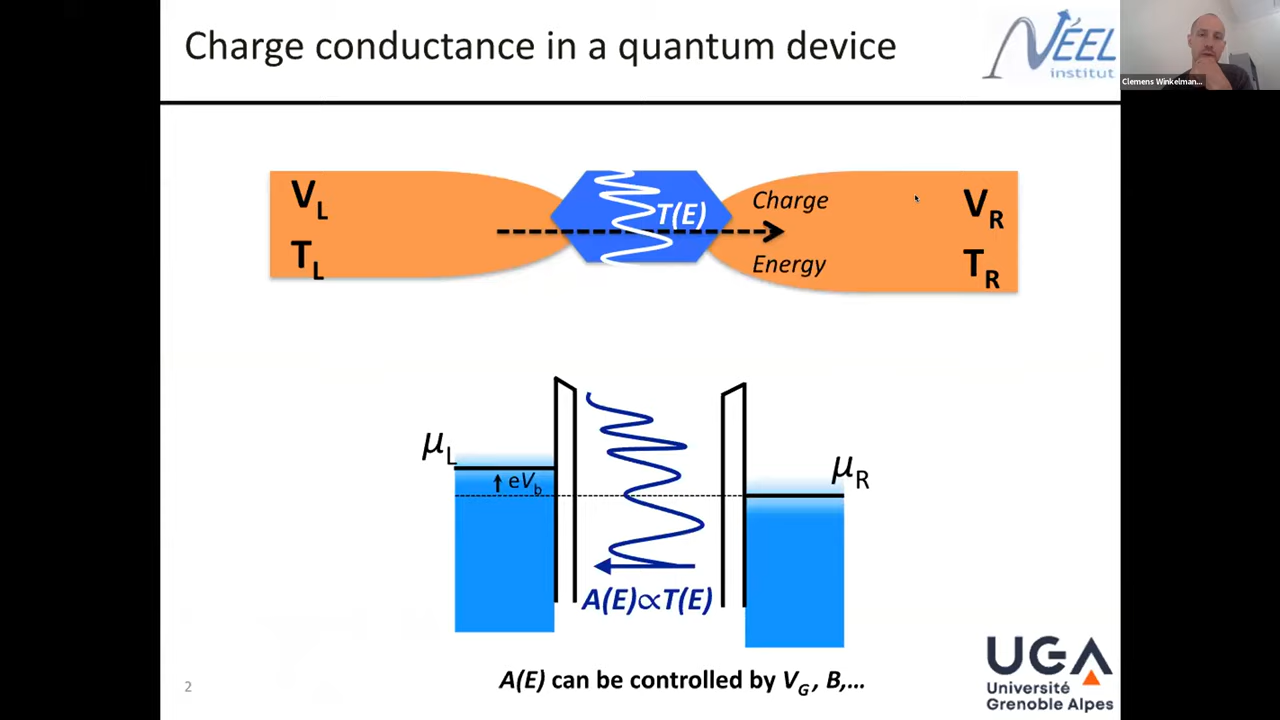 Charge conductance in a quantum device
NÉEL
institut
Clemens Winkelman...
V_L
T_L
T(E)
Charge
Energy
V_R
T_R
μ_L
eV_b
μ_R
A(E)∝T(E)
A(E) can be controlled by V_G, B,...
2
UGA
Université
Grenoble Alpes